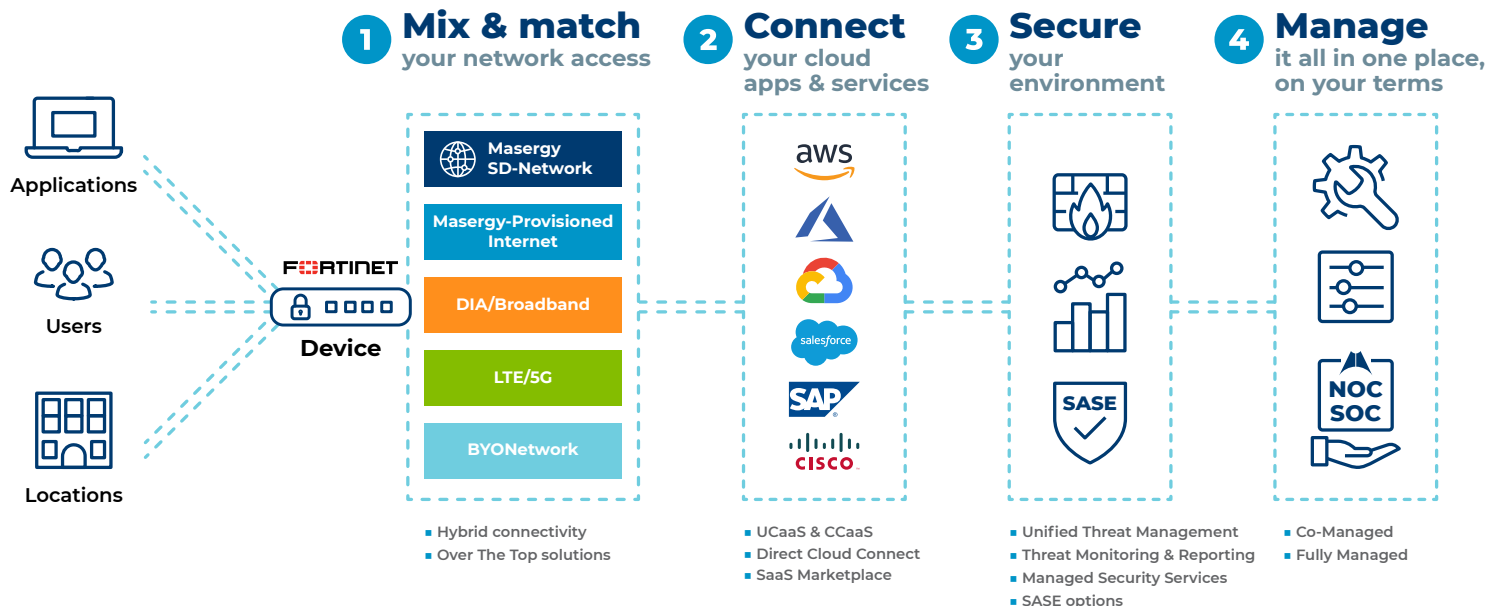 1
Mix & match
your network access
2
Connect
your cloud
apps & services
3
Secure
your
environment
4
Manage
it all in one place,
on your terms
Applications
Users
Locations
FORTINET
Device
Masergy
SD-Network
Masergy-Provisioned
Internet
DIA/Broadband
LTE/5G
BYONetwork
aws
salesforce
SAP
CISCO
SASE
NOC
SOC
Hybrid connectivity
Over The Top solutions
UCaaS & CCaaS
Direct Cloud Connect
SaaS Marketplace
Unified Threat Management
Threat Monitoring & Reporting
Managed Security Services
SASE options
Co-Managed
Fully Managed